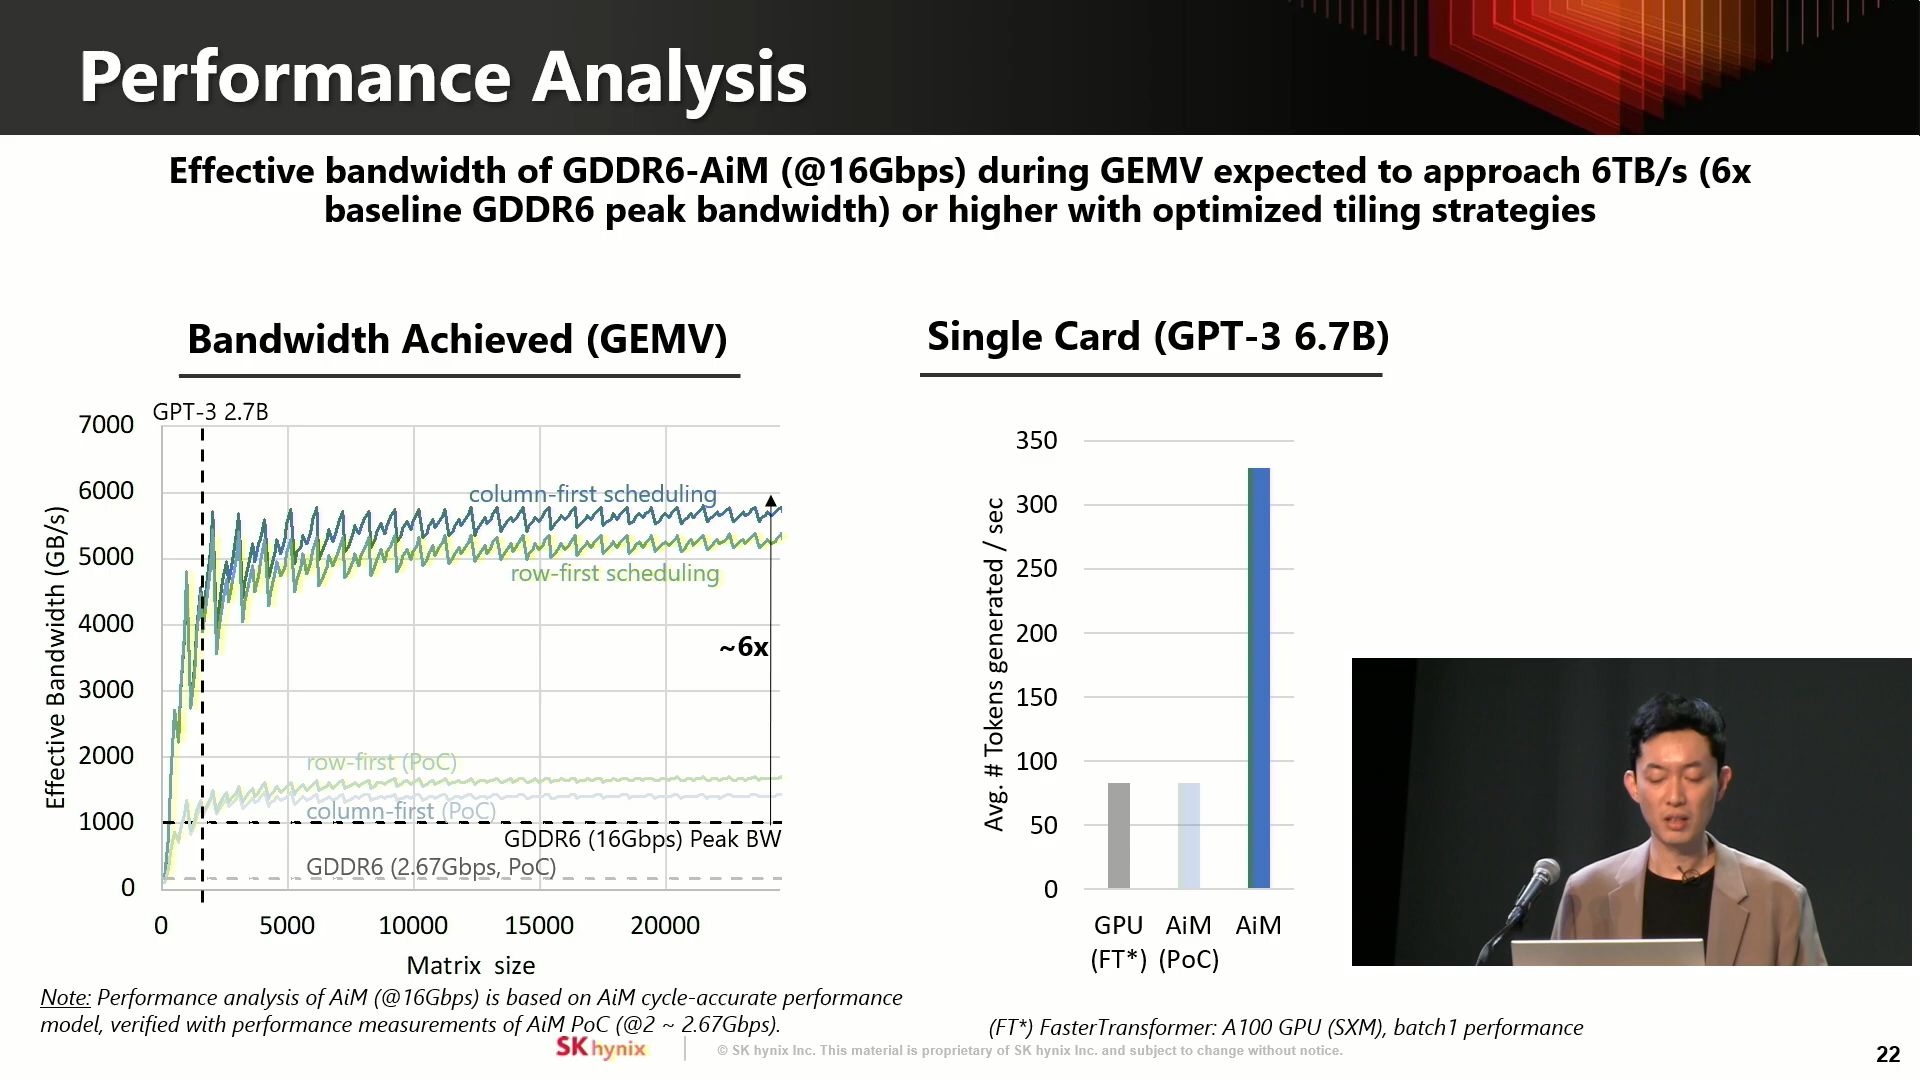 Performance Analysis
Effective bandwidth of GDDR6-AiM (@16Gbps) during GEMV expected to approach 6TB/s (6x
baseline GDDR6 peak bandwidth) or higher with optimized tiling strategies
Bandwidth Achieved (GEMV)
GPT-3 2.7B
Effective Bandwidth (GB/s)
7000
6000
5000
4000
3000
2000
1000
0
column-first scheduling
row-first scheduling
~6x
row-first (PoC)
column-first (PoC)
GDDR6 (16Gbps) Peak BW
GDDR6 (2.67Gbps, PoC)
0 5000 10000 15000 20000
Matrix size
Note: Performance analysis of AiM (@16Gbps) is based on AiM cycle-accurate performance
model, verified with performance measurements of AiM PoC (@2 ~ 2.67Gbps).
Single Card (GPT-3 6.7B)
Avg. # Tokens generated / sec
350
300
250
200
150
100
50
0
GPU AiM AiM
(FT*) (PoC)
(FT*) FasterTransformer: A100 GPU (SXM), batch1 performance
SK hynix
© SK hynix Inc. This material is proprietary of SK hynix Inc. and subject to change without notice.
22